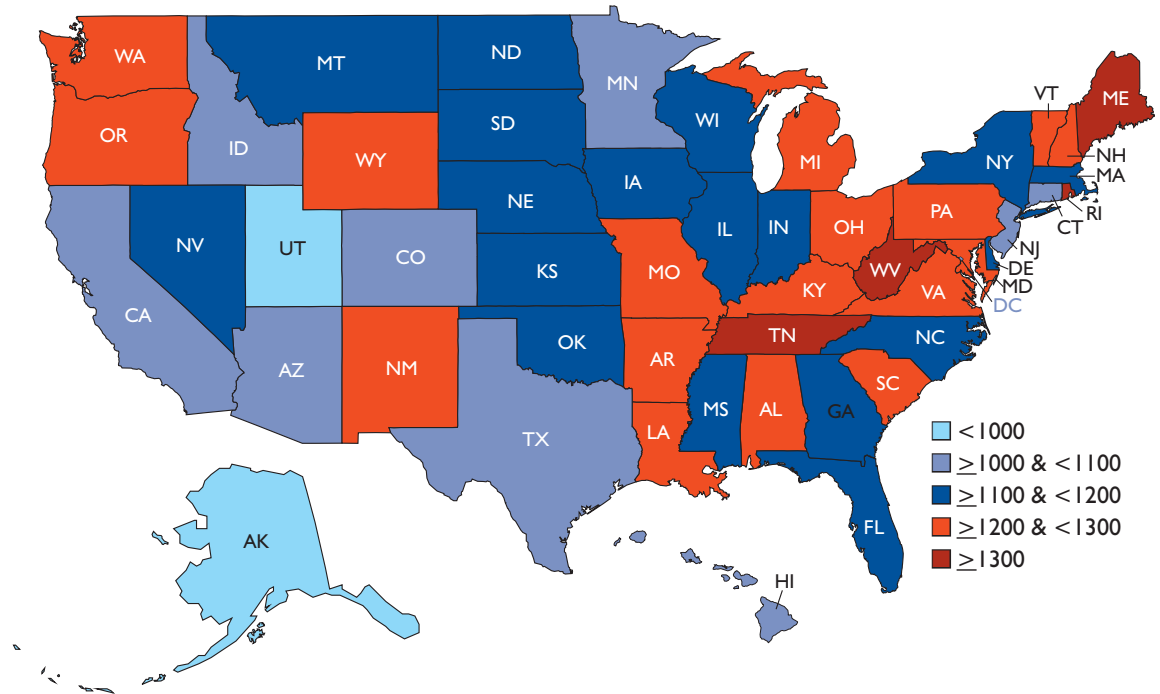 WA
MT
ND
MN
VT
ME
OR
ID
WY
SD
WI
MI
NY
NH
MA
RI
CT
NV
UT
CO
NE
IA
IL
IN
OH
PA
NJ
DE
MD
DC
CA
KS
MO
KY
WV
VA
AZ
NM
OK
AR
TN
NC
TX
LA
MS
AL
GA
SC
FL
AK
HI
<1000
≥1000 & <1100
≥1100 & <1200
≥1200 & <1300
≥1300